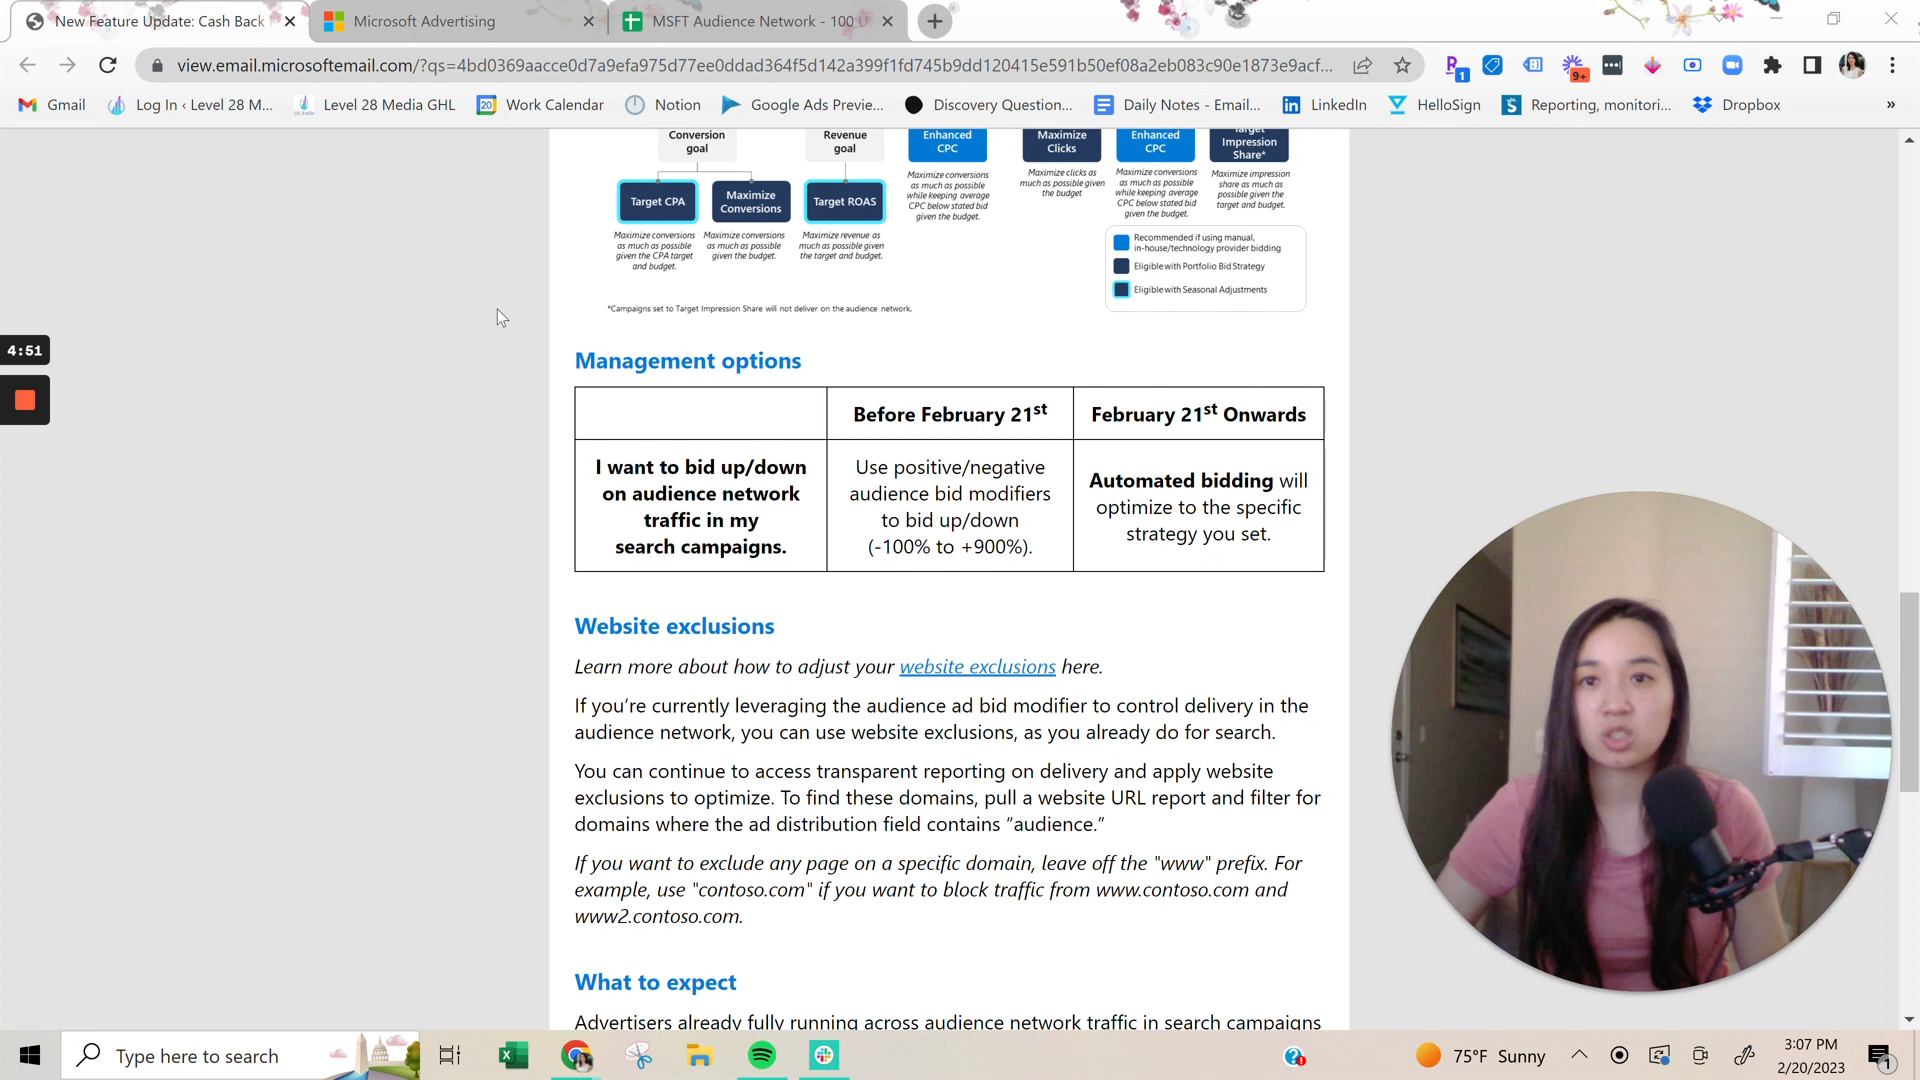 New Feature Update: Cash Back
Microsoft Advertising
MSFT Audience Network - 100 U
view.email.microsoftemail.com/?qs=4bd0369aacce0d7a9efa975d77ee0ddad364f5d142a399f1fd745b9dd120415e591b50ef08a2eb083c90e1873e9acf...
1
9+
Gmail
Log In ‹ Level 28 M...
Level 28 Media GHL
20
Work Calendar
Notion
Google Ads Previe...
Discovery Question...
Daily Notes - Email...
LinkedIn
HelloSign
Reporting, monitori...
Dropbox
»
Conversion
goal
Revenue
goal
Enhanced
CPC
Maximize
Clicks
Enhanced
CPC
Target
Impression
Share*
Maximize conversions
as much as possible
while keeping average
CPC below stated bid
given the budget.
Maximize clicks as
much as possible given
the budget
Maximize conversions
as much as possible
while keeping average
CPC below stated bid
given the budget.
Maximize impression
share as much as
possible given the
target and budget.
Target CPA
Maximize
Conversions
Target ROAS
Maximize conversions
as much as possible
given the CPA target
and budget.
Maximize conversions
as much as possible
given the budget.
Maximize revenue as
much as possible given
the target and budget.
Recommended if using manual,
in-house/technology provider bidding
Eligible with Portfolio Bid Strategy
Eligible with Seasonal Adjustments
*Campaigns set to Target Impression Share will not deliver on the audience network.
4:51
Management options
Before February 21st
February 21st Onwards
I want to bid up/down
on audience network
traffic in my
search campaigns.
Use positive/negative
audience bid modifiers
to bid up/down
(-100% to +900%).
Automated bidding will
optimize to the specific
strategy you set.
Website exclusions
Learn more about how to adjust your website exclusions here.
If you’re currently leveraging the audience ad bid modifier to control delivery in the
audience network, you can use website exclusions, as you already do for search.
You can continue to access transparent reporting on delivery and apply website
exclusions to optimize. To find these domains, pull a website URL report and filter for
domains where the ad distribution field contains “audience.”
If you want to exclude any page on a specific domain, leave off the "www" prefix. For
example, use "contoso.com" if you want to block traffic from www.contoso.com and
www2.contoso.com.
What to expect
Advertisers already fully running across audience network traffic in search campaigns
Type here to search
75°F Sunny
3:07 PM
2/20/2023
1